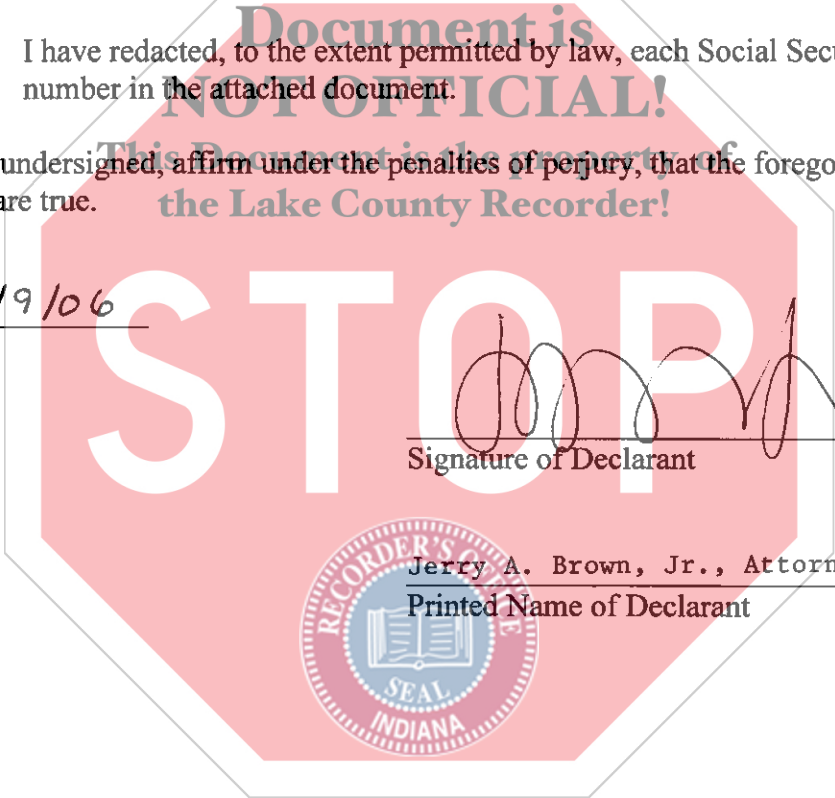 Document is
I have redacted, to the extent permitted by law, each Social Secu
number in the attached document.
NOT OFFICIAL!
This Document is the property of
undersigned, affirm under the penalties of perjury, that the forego
are true.
the Lake County Recorder!
/9/06
STOP
Signature of Declarant
Jerry A. Brown, Jr., Attorn
Printed Name of Declarant
RECORDER'S OFFICE
SEAL
INDIANA